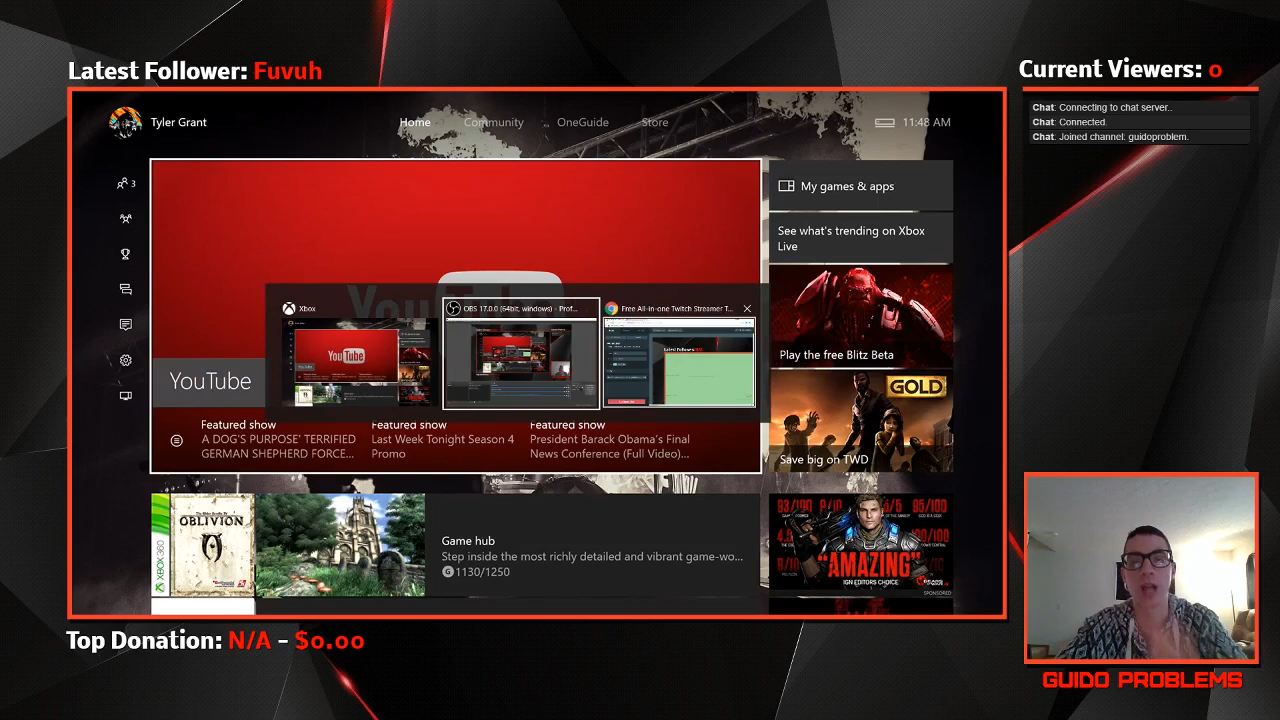 Latest Follower: Fuvuh
Current Viewers: 0
Chat: Connecting to chat server..
Chat: Connected.
Chat: Joined channel: guidoproblem.
Tyler Grant
Home
Community
OneGuide
Store
11:48 AM
3
My games & apps
See what's trending on Xbox
Live
Xbox
OBS 17.0.0 (64bit, windows) - Prof...
Free All-in-one Twitch Streamer T...
YouTube
Play the free Blitz Beta
YouTube
GOLD
Save big on TWD
Featured show
A DOG'S PURPOSE' TERRIFIED
GERMAN SHEPHERD FORCE...
Featured show
Last Week Tonight Season 4
Promo
Featured show
President Barack Obama's Final
News Conference (Full Video)...
XBOX 360
OBLIVION
Game hub
Step inside the most richly detailed and vibrant game-wo...
G 1130/1250
"AMAZING"
IGN EDITORS CHOICE
SPONSORED
Top Donation: N/A - $0.00
GUIDO PROBLEMS